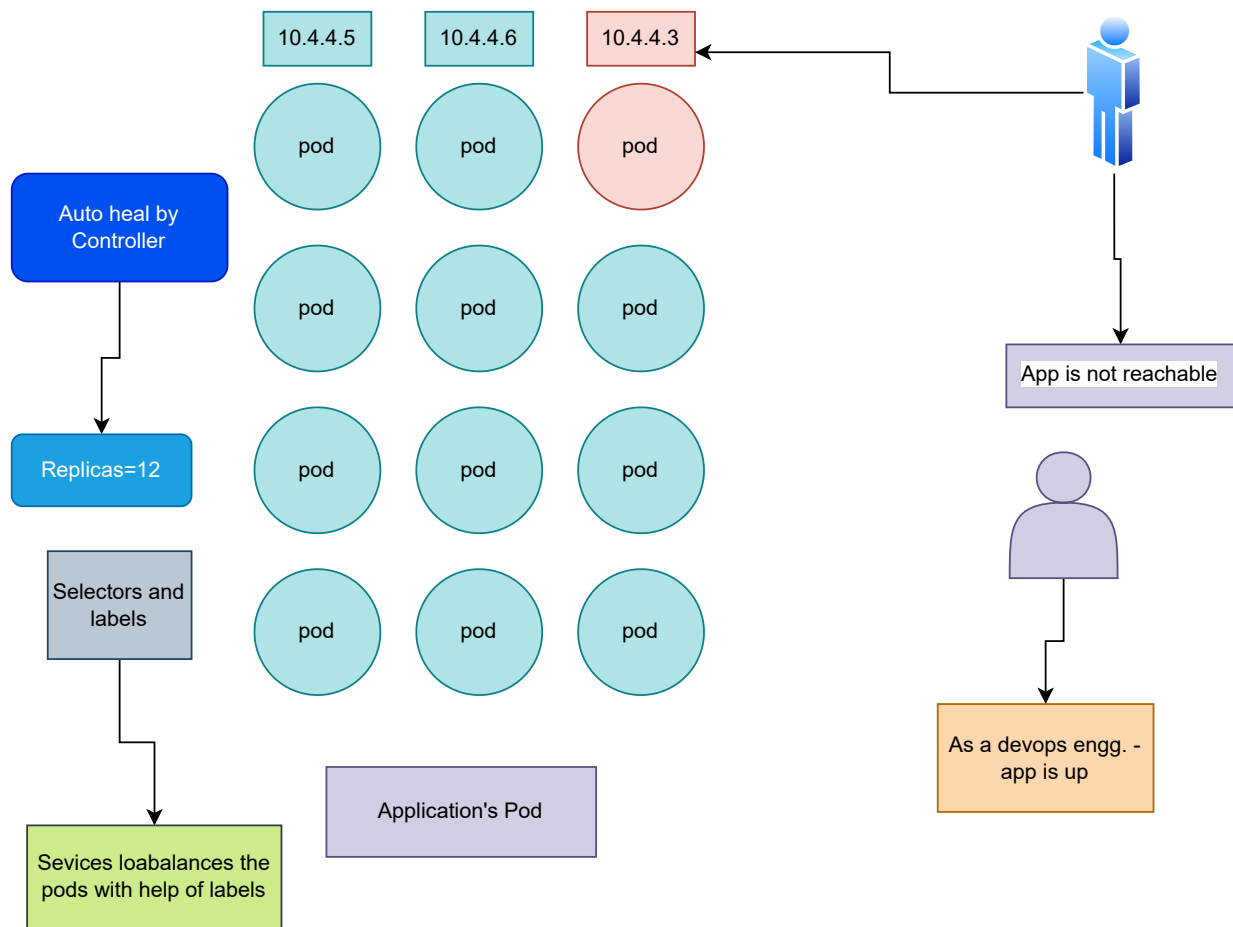 10.4.4.5
10.4.4.6
10.4.4.3
pod
pod
pod
Auto heal by
Controller
pod
pod
pod
App is not reachable
Replicas=12
pod
pod
pod
Selectors and
labels
pod
pod
pod
As a devops engg. -
app is up
Application's Pod
Sevices loabalances the
pods with help of labels